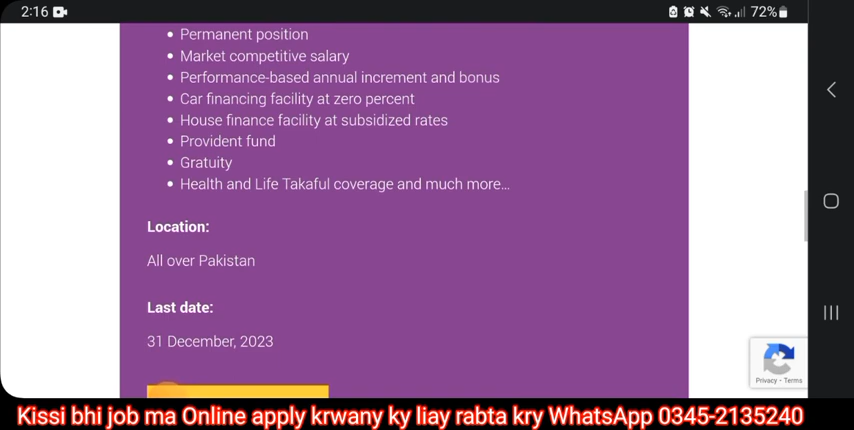 2:16 72%
Permanent position
Market competitive salary
Performance-based annual increment and bonus
Car financing facility at zero percent
House finance facility at subsidized rates
Provident fund
Gratuity
Health and Life Takaful coverage and much more...
Location:
All over Pakistan
Last date:
31 December, 2023
Privacy - Terms
Kissi bhi job ma Online apply krwany ky liay rabta kry WhatsApp 0345-2135240